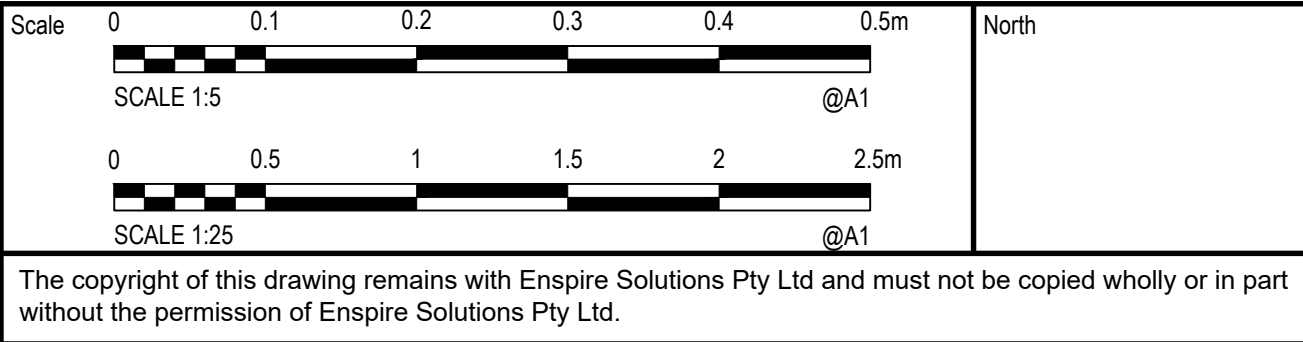 Scale 0 0.1 0.2 0.3 0.4 0.5m North
SCALE 1:5 @A1
0 0.5 1 1.5 2 2.5m
SCALE 1:25 @A1
The copyright of this drawing remains with Enspire Solutions Pty Ltd and must not be copied wholly or in part
without the permission of Enspire Solutions Pty Ltd.